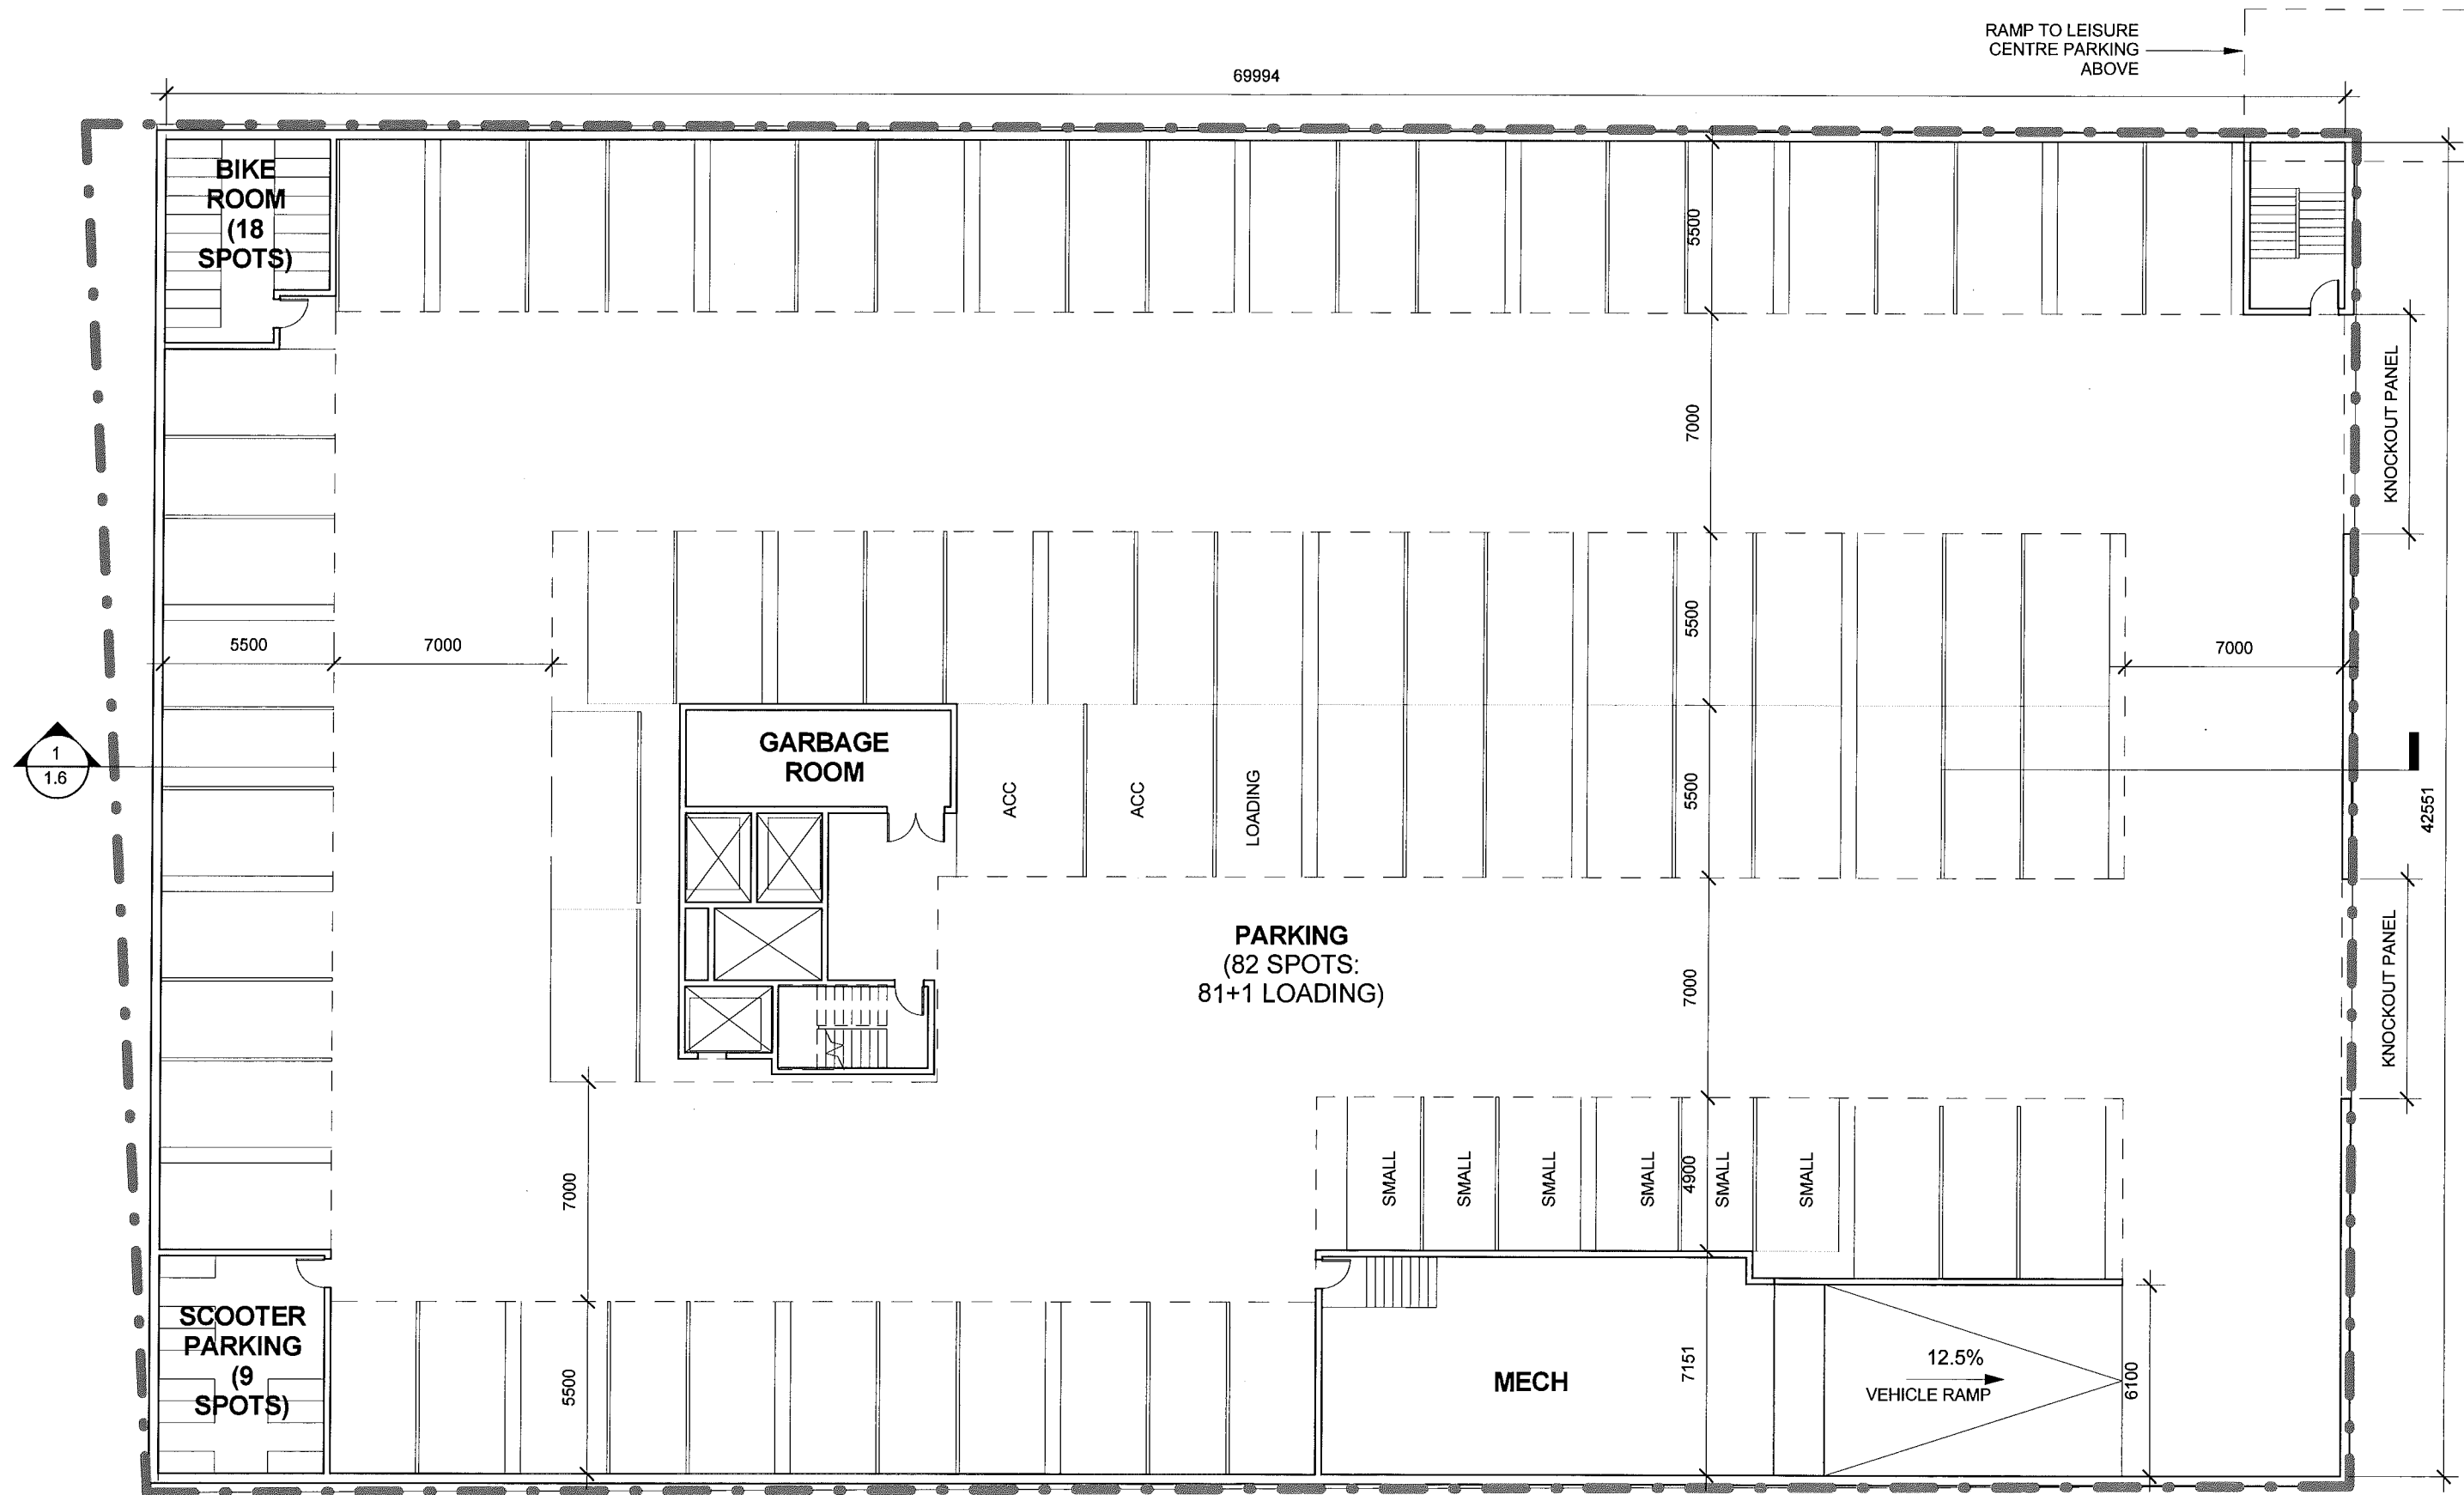 RAMP TO LEISURE
CENTRE PARKING
ABOVE
69994
BIKE
ROOM
(18
SPOTS)
5500
7000
KNOCKOUT PANEL
5500
7000
5500
7000
GARBAGE
ROOM
ACC
ACC
LOADING
5500
1
1.6
42551
PARKING
(82 SPOTS:
81+1 LOADING)
7000
KNOCKOUT PANEL
7000
SMALL
SMALL
SMALL
SMALL
4900
SMALL
SMALL
SCOOTER
PARKING
(9
SPOTS)
5500
MECH
7151
12.5%
VEHICLE RAMP
6100